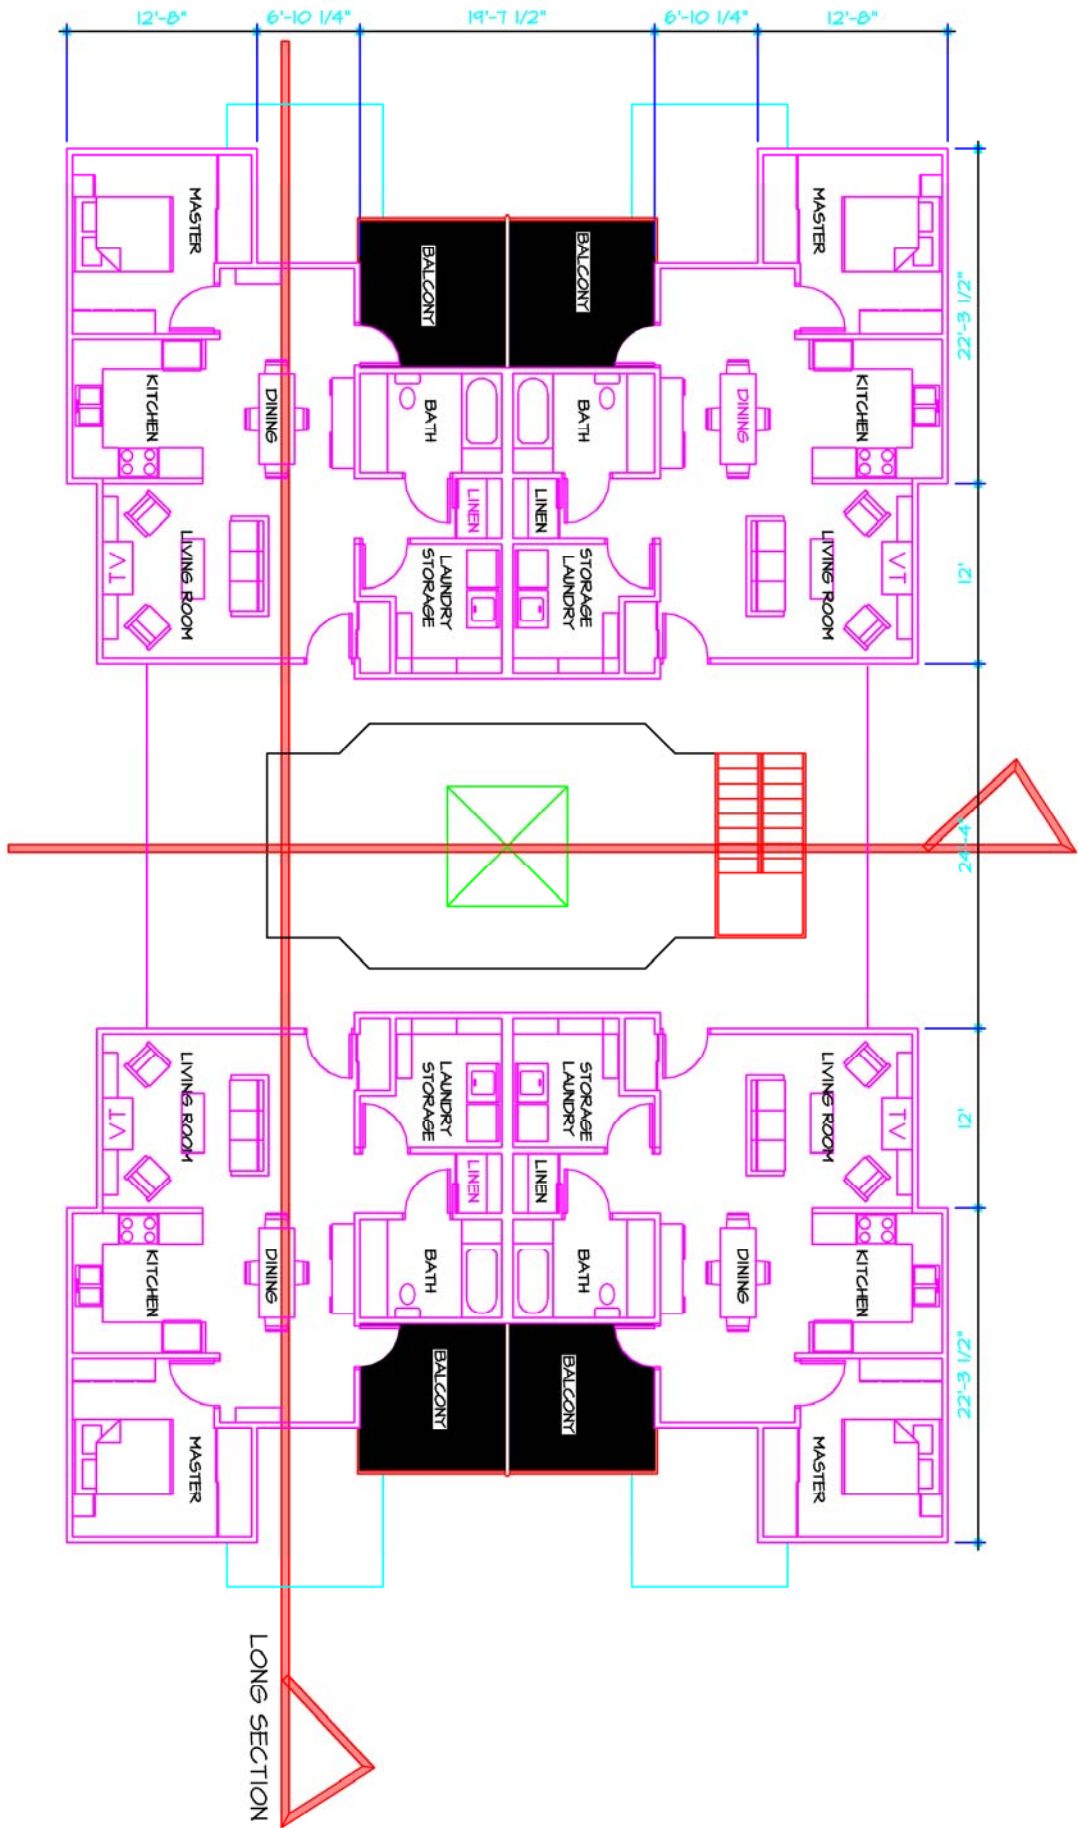 12'-8"
6'-10 1/4"
19'-7 1/2"
6'-10 1/4"
12'-8"
MASTER
BALCONY
BALCONY
MASTER
22'-3 1/2"
KITCHEN
DINING
BATH
BATH
DINING
KITCHEN
LINEN
LINEN
TV
LIVING ROOM
LAUNDRY
STORAGE
STORAGE
LAUNDRY
LIVING ROOM
TV
12'
24'-4"
TV
LIVING ROOM
LAUNDRY
STORAGE
STORAGE
LAUNDRY
LIVING ROOM
TV
12'
LINEN
LINEN
KITCHEN
DINING
BATH
BATH
DINING
KITCHEN
22'-3 1/2"
MASTER
BALCONY
BALCONY
MASTER
LONG SECTION